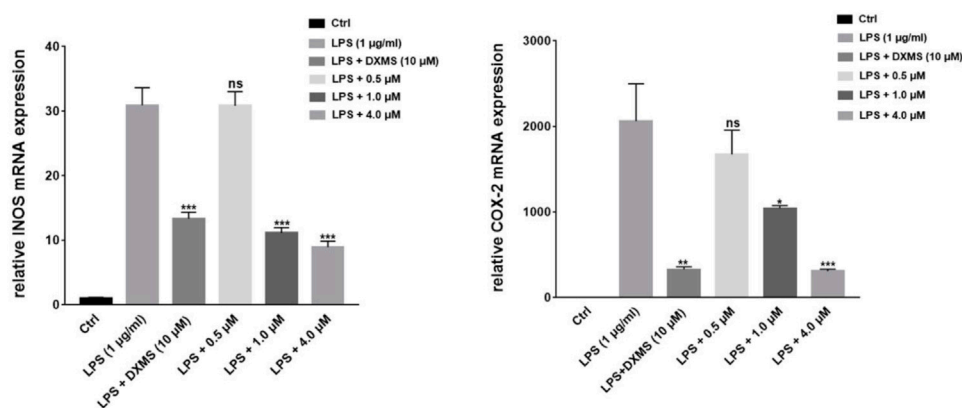 Ctrl
LPS (1 µg/ml)
LPS + DXMS (10 µM)
LPS + 0.5 µM
LPS + 1.0 µM
LPS + 4.0 µM
relative INOS mRNA expression
40
30
20
10
0
***
ns
***
***
Ctrl
LPS (1 µg/ml)
LPS + DXMS (10 µM)
LPS + 0.5 µM
LPS + 1.0 µM
LPS + 4.0 µM
Ctrl
LPS (1 µg/ml)
LPS + DXMS (10 µM)
LPS + 0.5 µM
LPS + 1.0 µM
LPS + 4.0 µM
relative COX-2 mRNA expression
3000
2000
1000
0
**
ns
*
***
Ctrl
LPS (1 µg/ml)
LPS+DXMS (10 µM)
LPS + 0.5 µM
LPS + 1.0 µM
LPS + 4.0 µM